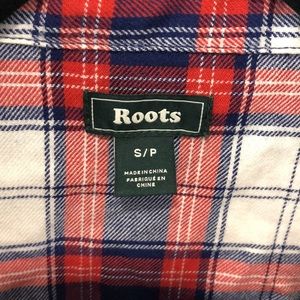 Roots
S/P
MADE IN CHINA
FABRIQUÉ EN
CHINE